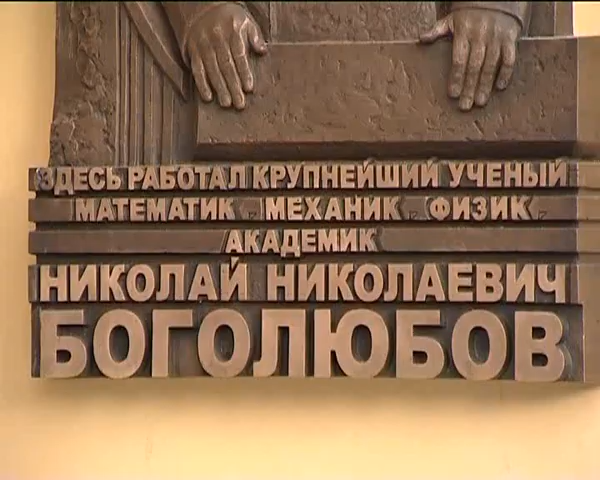 ЗДЕСЬ РАБОТАЛ КРУПНЕЙШИЙ УЧЕНЫЙ
МАТЕМАТИК, МЕХАНИК, ФИЗИК,
АКАДЕМИК
НИКОЛАЙ НИКОЛАЕВИЧ
БОГОЛЮБОВ